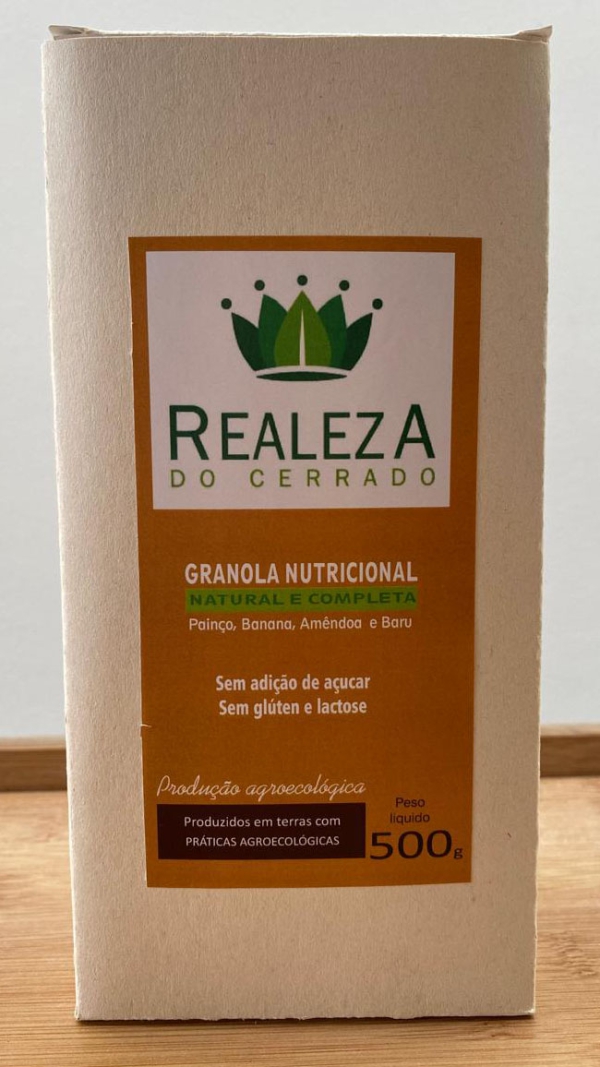 REALEZA
DO CERRADO
GRANOLA NUTRICIONAL
NATURAL E COMPLETA
Painço, Banana, Amêndoa e Baru
Sem adição de açucar
Sem glúten e lactose
Produção agroecológica
Produzidos em terras com
PRÁTICAS AGROECOLÓGICAS
Peso
liquido
500g